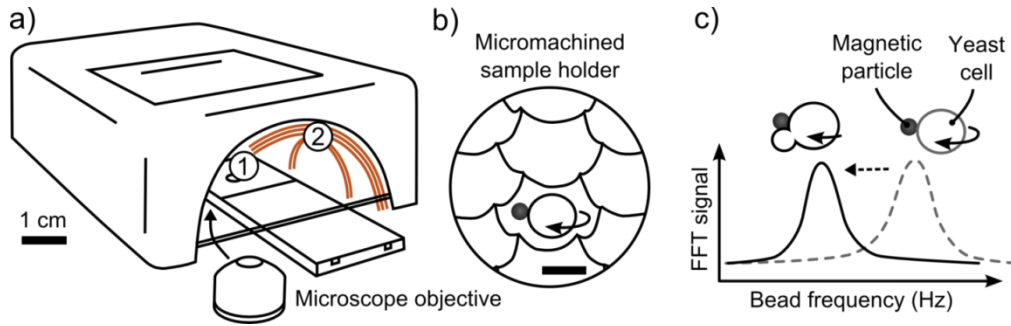 a)
1
2
1 cm
Microscope objective
b)
Micromachined
sample holder
c)
Magnetic
particle
Yeast
cell
FFT signal
Bead frequency (Hz)